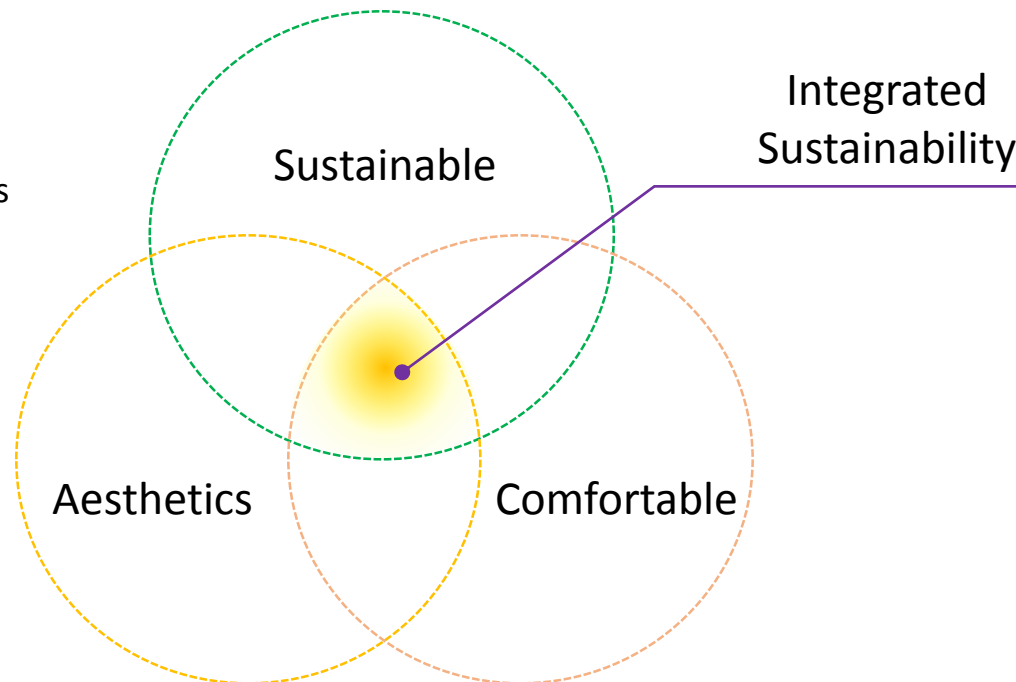 Integrated
Sustainability
Sustainable
s
Aesthetics
Comfortable